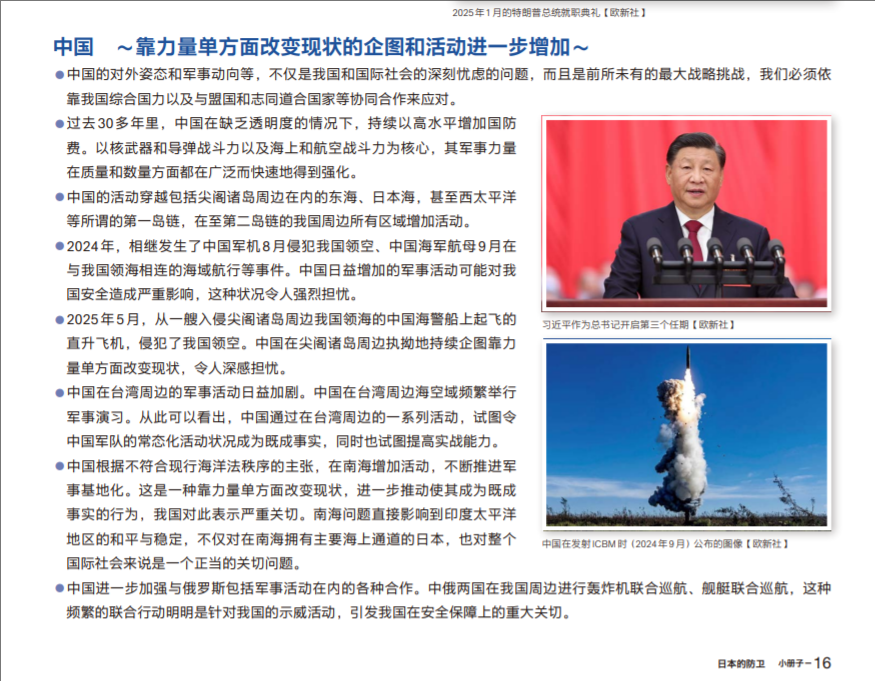 2025年1月的特朗普总统就职典礼【欧新社】
中国 ～靠力量单方面改变现状的企图和活动进一步增加～
●中国的对外姿态和军事动向等，不仅是我国和国际社会的深刻忧虑的问题，而且是前所未有的最大战略挑战，我们必须依
靠我国综合国力以及与盟国和志同道合国家等协同合作来应对。
●过去30多年里，中国在缺乏透明度的情况下，持续以高水平增加国防
费。以核武器和导弹战斗力以及海上和航空战斗力为核心，其军事力量
在质量和数量方面都在广泛而快速地得到强化。
●中国的活动穿越包括尖阁诸岛周边在内的东海、日本海，甚至西太平洋
等所谓的第一岛链，在至第二岛链的我国周边所有区域增加活动。
●2024年，相继发生了中国军机8月侵犯我国领空、中国海军航母9月在
与我国领海相连的海域航行等事件。中国日益增加的军事活动可能对我
国安全造成严重影响，这种状况令人强烈担忧。
●2025年5月，从一艘入侵尖阁诸岛周边我国领海的中国海警船上起飞的
直升飞机，侵犯了我国领空。中国在尖阁诸岛周边执拗地持续企图靠力
量单方面改变现状，令人深感担忧。
●中国在台湾周边的军事活动日益加剧。中国在台湾周边海空域频繁举行
军事演习。从此可以看出，中国通过在台湾周边的一系列活动，试图令
中国军队的常态化活动状况成为既成事实，同时也试图提高实战能力。
●中国根据不符合现行海洋法秩序的主张，在南海增加活动，不断推进军
事基地化。这是一种靠力量单方面改变现状，进一步推动使其成为既成
事实的行为，我国对此表示严重关切。南海问题直接影响到印度太平洋
地区的和平与稳定，不仅对在南海拥有主要海上通道的日本，也对整个
国际社会来说是一个正当的关切问题。
●中国进一步加强与俄罗斯包括军事活动在内的各种合作。中俄两国在我国周边进行轰炸机联合巡航、舰艇联合巡航，这种
频繁的联合行动明明是针对我国的示威活动，引发我国在安全保障上的重大关切。
习近平作为总书记开启第三个任期【欧新社】
中国在发射ICBM时（2024年9月）公布的图像【欧新社】
日本的防卫 小册子－16